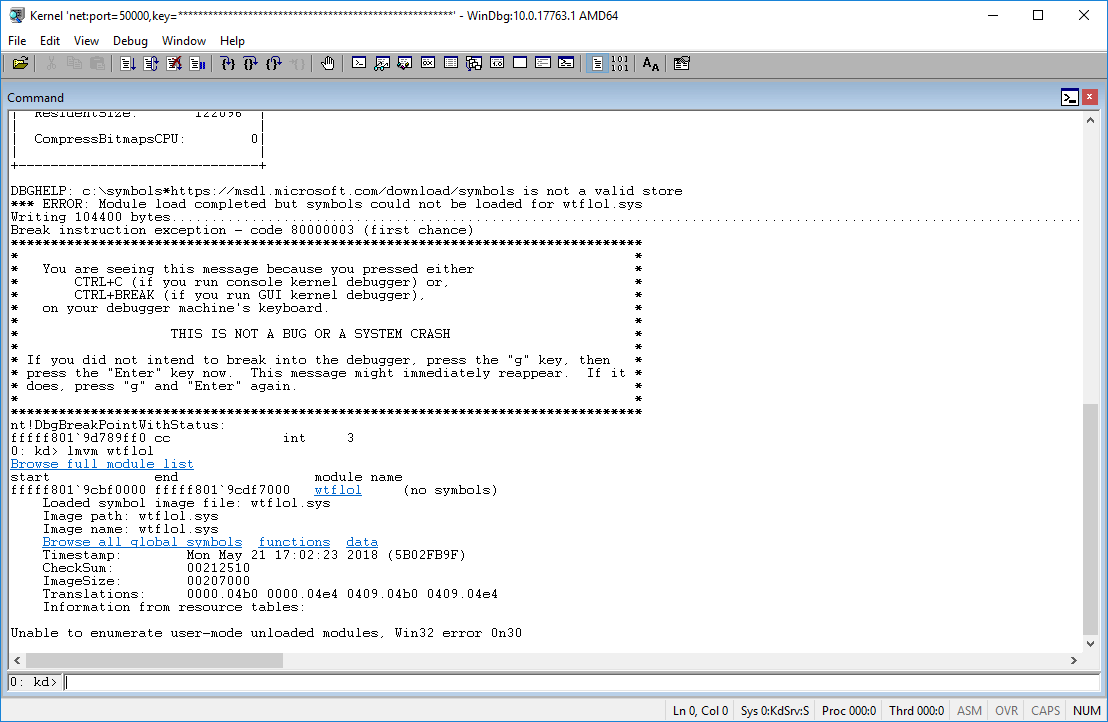 Kernel 'net:port=50000,key=*****************************************************' - WinDbg:10.0.17763.1 AMD64
File Edit View Debug Window Help
Command
ResidentSize: 122096 |
| |
| CompressBitmapsCPU: 0|
| |
+------------------------------+
DBGHELP: c:\symbols*https://msdl.microsoft.com/download/symbols is not a valid store
*** ERROR: Module load completed but symbols could not be loaded for wtflol.sys
Writing 104400 bytes..................................................................................................................
Break instruction exception - code 80000003 (first chance)
*******************************************************************************
* *
* You are seeing this message because you pressed either *
* CTRL+C (if you run console kernel debugger) or, *
* CTRL+BREAK (if you run GUI kernel debugger), *
* on your debugger machine's keyboard. *
* *
* THIS IS NOT A BUG OR A SYSTEM CRASH *
* *
* If you did not intend to break into the debugger, press the "g" key, then *
* press the "Enter" key now. This message might immediately reappear. If it *
* does, press "g" and "Enter" again. *
* *
*******************************************************************************
nt!DbgBreakPointWithStatus:
fffff801`9d789ff0 cc int 3
0: kd> lmvm wtflol
Browse full module list
start end module name
fffff801`9cbf0000 fffff801`9cdf7000 wtflol (no symbols)
Loaded symbol image file: wtflol.sys
Image path: wtflol.sys
Image name: wtflol.sys
Browse all global symbols functions data
Timestamp: Mon May 21 17:02:23 2018 (5B02FB9F)
CheckSum: 00212510
ImageSize: 00207000
Translations: 0000.04b0 0000.04e4 0409.04b0 0409.04e4
Information from resource tables:
Unable to enumerate user-mode unloaded modules, Win32 error 0n30
0: kd>
Ln 0, Col 0 Sys 0:KdSrv:S Proc 000:0 Thrd 000:0 ASM OVR CAPS NUM